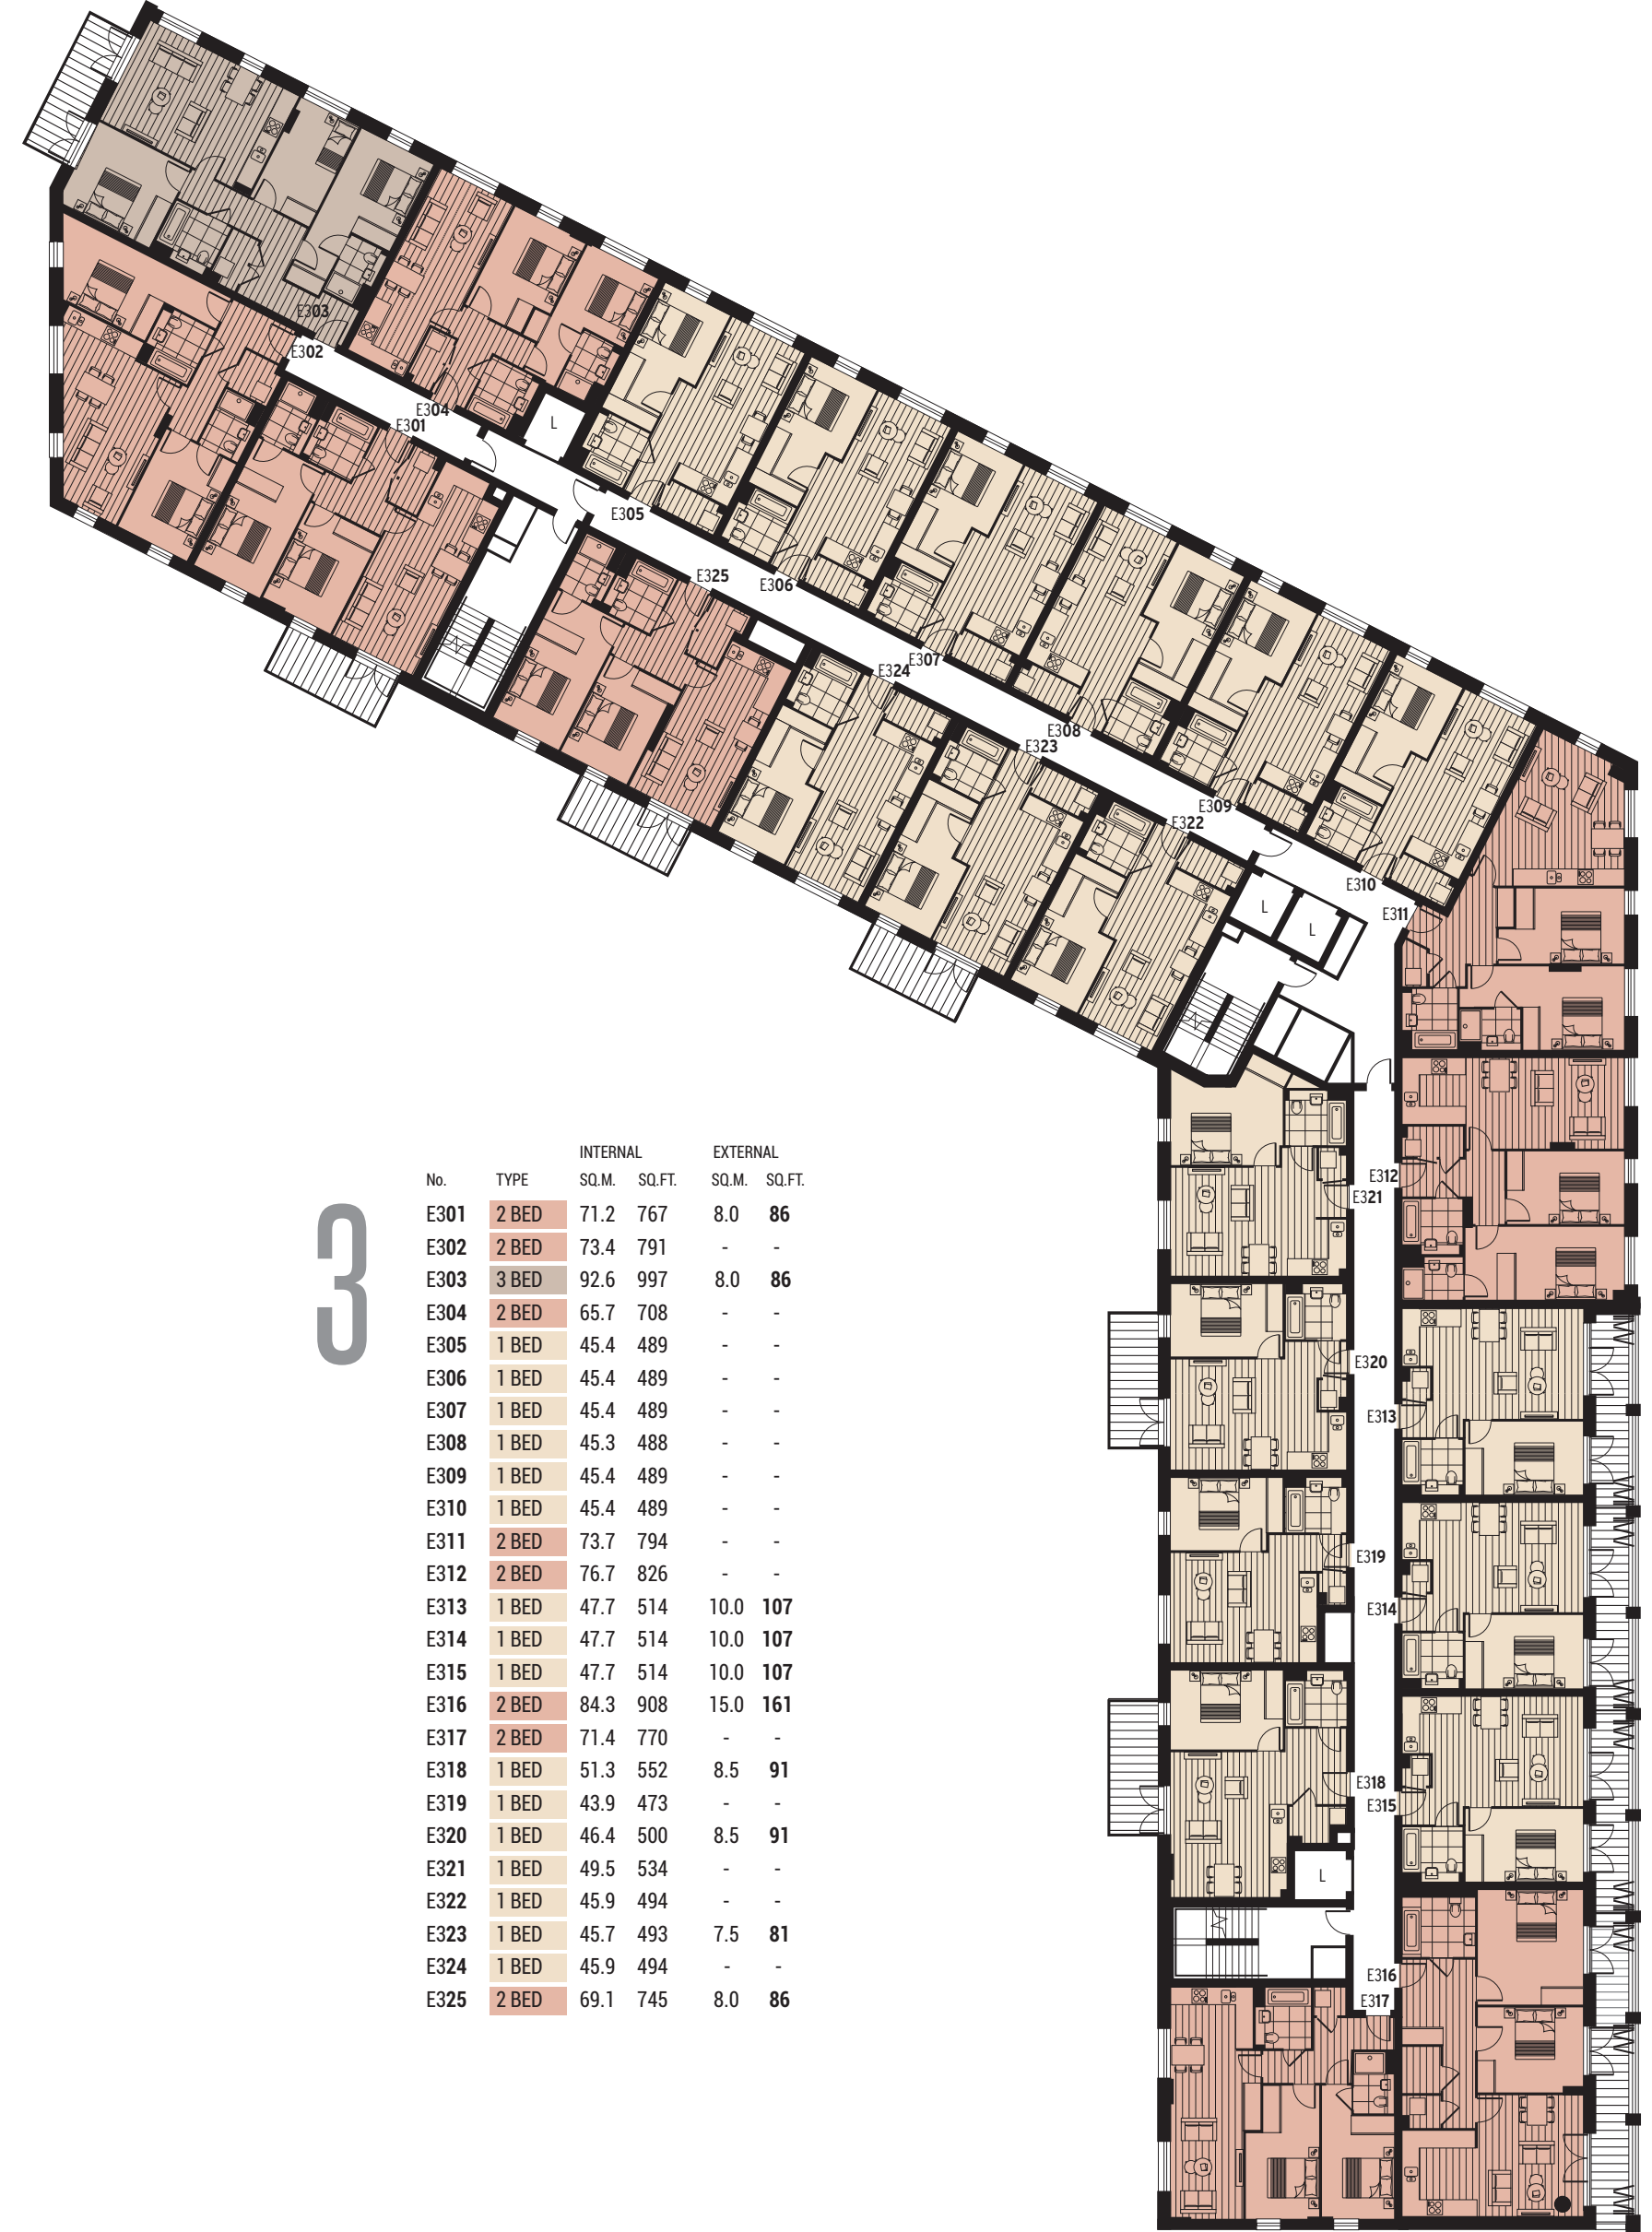 E303
E302
E304
E301
L
E305
E325
E306
E307
E324
E308
E323
E309
E322
E310
E311
L
L
E312
E321
E320
E313
E319
E314
E318
E315
L
E316
E317
3
INTERNAL EXTERNAL
No. TYPE SQ.M. SQ.FT. SQ.M. SQ.FT.
E301 2 BED 71.2 767 8.0 86
E302 2 BED 73.4 791 - -
E303 3 BED 92.6 997 8.0 86
E304 2 BED 65.7 708 - -
E305 1 BED 45.4 489 - -
E306 1 BED 45.4 489 - -
E307 1 BED 45.4 489 - -
E308 1 BED 45.3 488 - -
E309 1 BED 45.4 489 - -
E310 1 BED 45.4 489 - -
E311 2 BED 73.7 794 - -
E312 2 BED 76.7 826 - -
E313 1 BED 47.7 514 10.0 107
E314 1 BED 47.7 514 10.0 107
E315 1 BED 47.7 514 10.0 107
E316 2 BED 84.3 908 15.0 161
E317 2 BED 71.4 770 - -
E318 1 BED 51.3 552 8.5 91
E319 1 BED 43.9 473 - -
E320 1 BED 46.4 500 8.5 91
E321 1 BED 49.5 534 - -
E322 1 BED 45.9 494 - -
E323 1 BED 45.7 493 7.5 81
E324 1 BED 45.9 494 - -
E325 2 BED 69.1 745 8.0 86